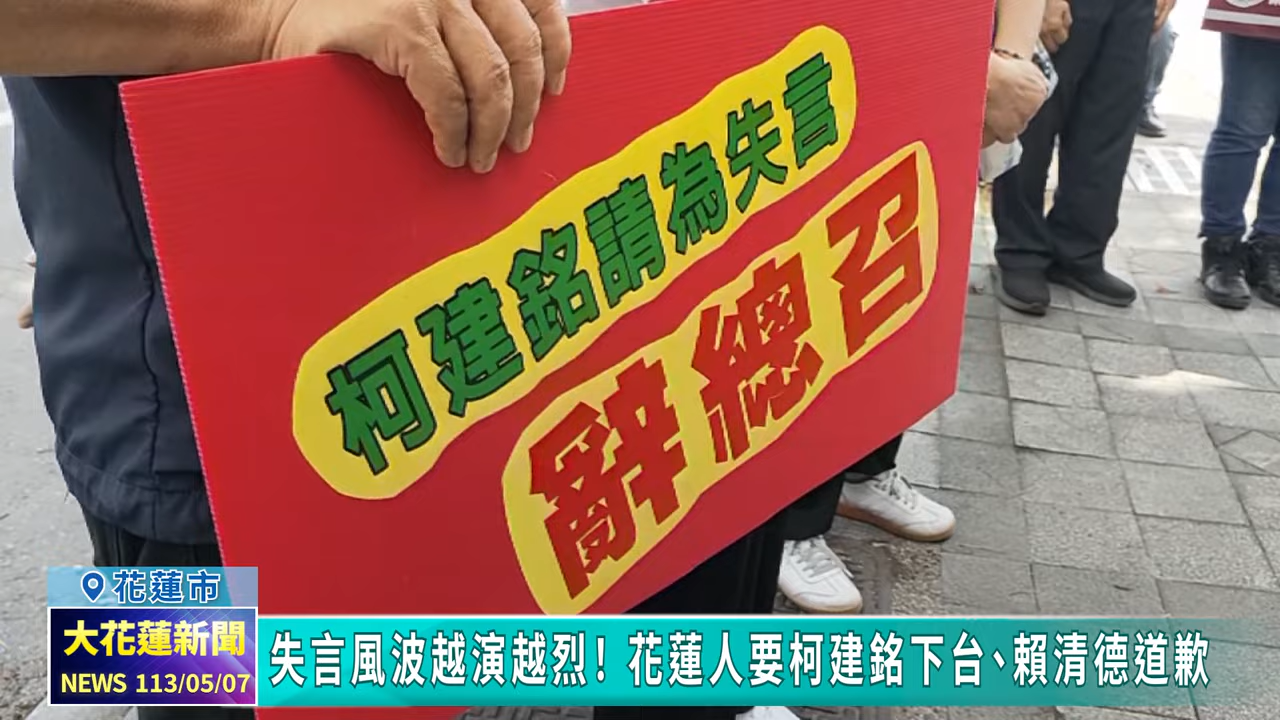 柯建銘請為失言
辭總召
花蓮市
大花蓮新聞
NEWS 113/05/07
失言風波越演越烈！花蓮人要柯建銘下台、賴清德道歉